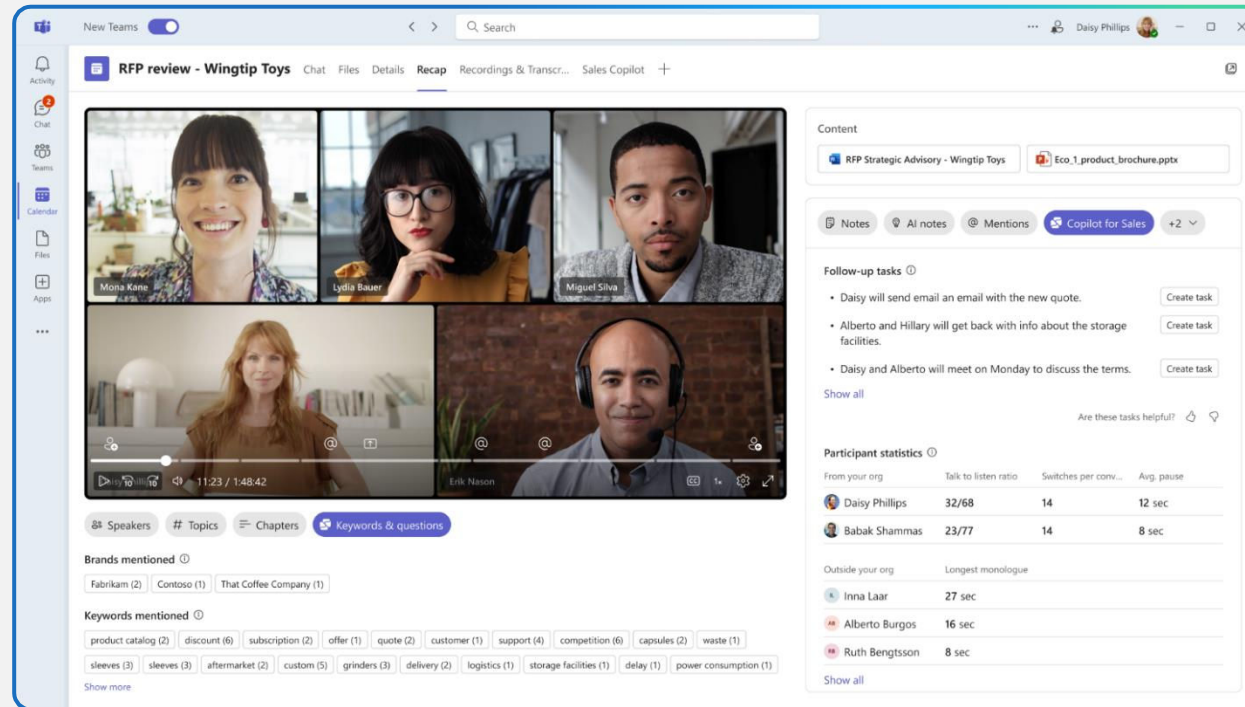 New Teams
Search
Daisy Phillips
Activity
2
Chat
Teams
Calendar
Files
Apps
RFP review - Wingtip Toys Chat Files Details Recap Recordings & Transcr... Sales Copilot
Mona Kane
Lydia Bauer
Miguel Silva
Erik Nason
10 10 11:23 / 1:48:42
CC 1x
Speakers # Topics Chapters Keywords & questions
Brands mentioned
Fabrikam (2) Contoso (1) That Coffee Company (1)
Keywords mentioned
product catalog (2) discount (6) subscription (2) offer (1) quote (2) customer (1) support (4) competition (6) capsules (2) waste (1)
sleeves (3) sleeves (3) aftermarket (2) custom (5) grinders (3) delivery (2) logistics (1) storage facilities (1) delay (1) power consumption (1)
Show more
Content
RFP Strategic Advisory - Wingtip Toys Eco_1_product_brochure.pptx
Notes AI notes @ Mentions Copilot for Sales +2
Follow-up tasks
• Daisy will send email an email with the new quote. Create task
• Alberto and Hillary will get back with info about the storage Create task
facilities.
• Daisy and Alberto will meet on Monday to discuss the terms. Create task
Show all
Are these tasks helpful?
Participant statistics
From your org Talk to listen ratio Switches per conv... Avg. pause
Daisy Phillips 32/68 14 12 sec
Babak Shammas 23/77 14 8 sec
Outside your org Longest monologue
IL Inna Laar 27 sec
AB Alberto Burgos 16 sec
RB Ruth Bengtsson 8 sec
Show all